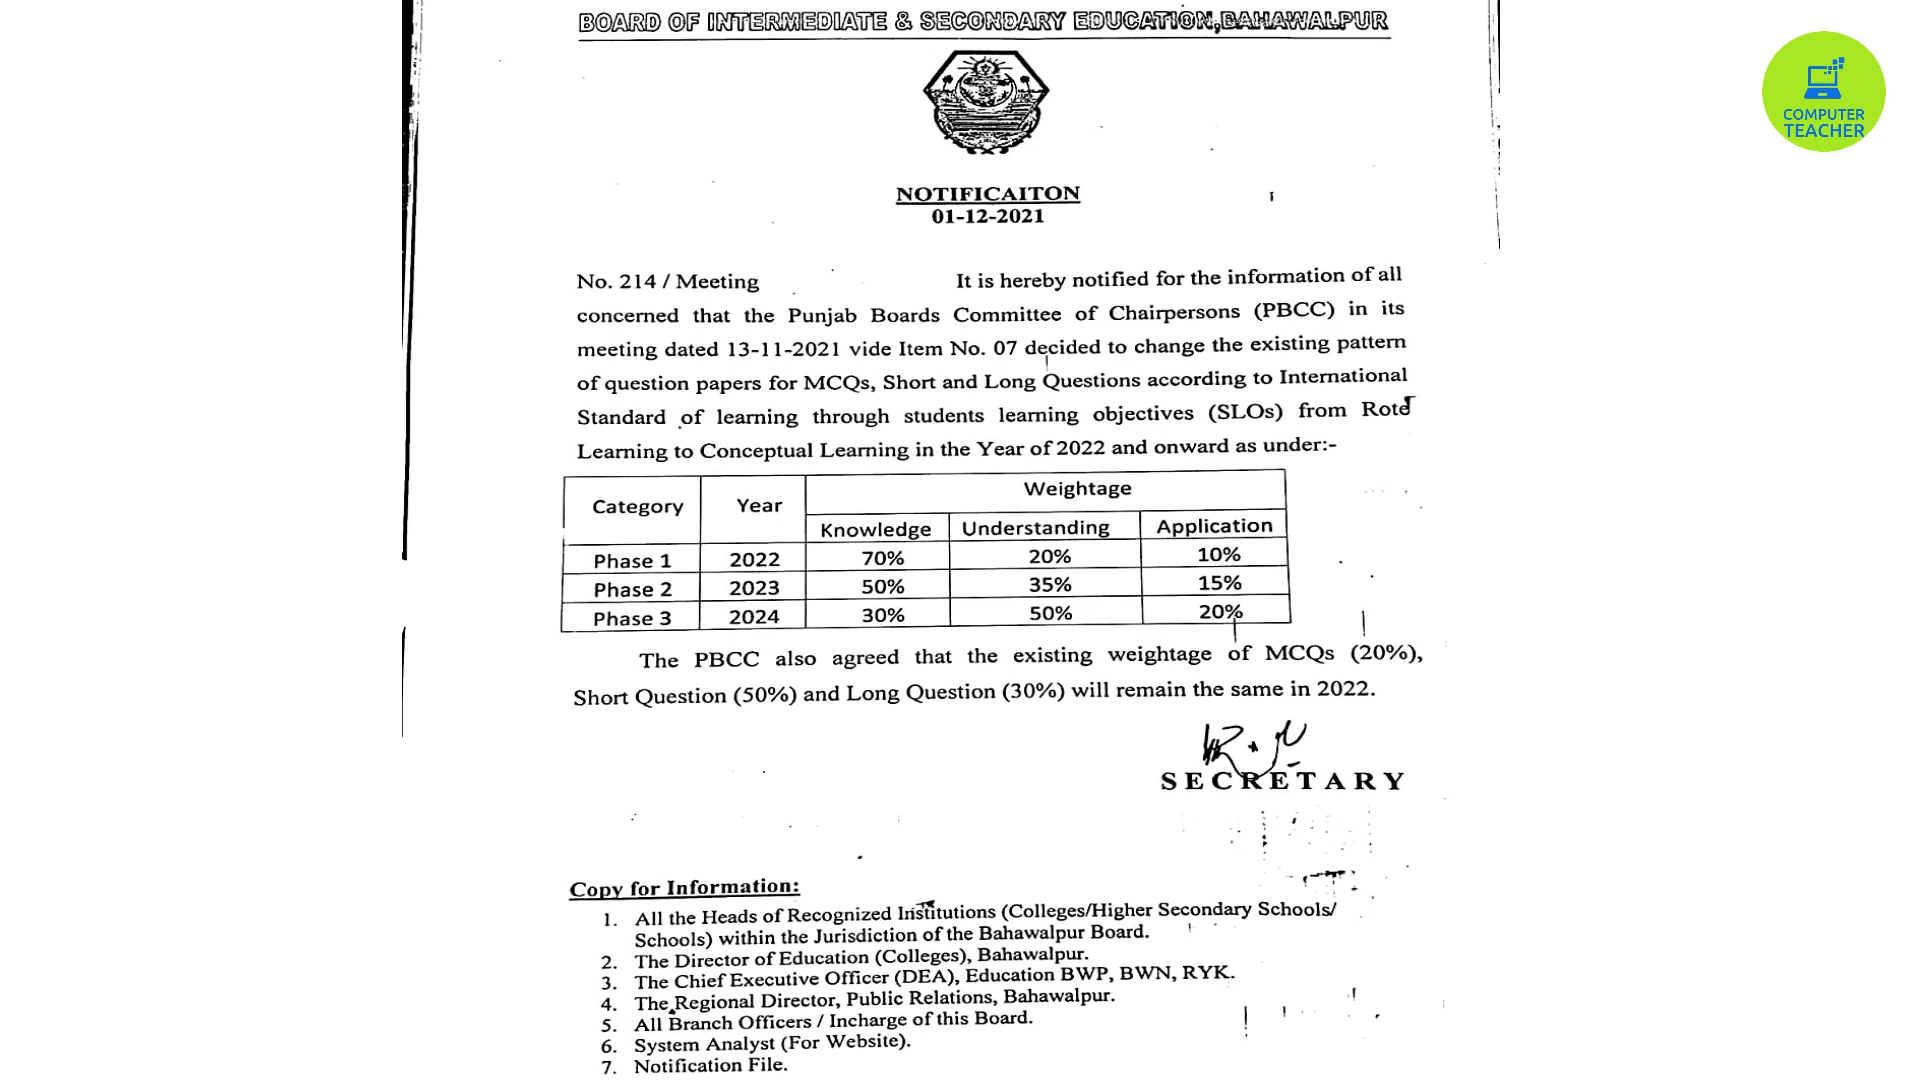 BOARD OF INTERMEDIATE & SECONDARY EDUCATION,BAHAWALPUR
COMPUTER
TEACHER
NOTIFICAITON
01-12-2021
No. 214 / Meeting It is hereby notified for the information of all
concerned that the Punjab Boards Committee of Chairpersons (PBCC) in its
meeting dated 13-11-2021 vide Item No. 07 decided to change the existing pattern
of question papers for MCQs, Short and Long Questions according to International
Standard of learning through students learning objectives (SLOs) from Rote
Learning to Conceptual Learning in the Year of 2022 and onward as under:-
Category Year Weightage
Knowledge Understanding Application
Phase 1 2022 70% 20% 10%
Phase 2 2023 50% 35% 15%
Phase 3 2024 30% 50% 20%
The PBCC also agreed that the existing weightage of MCQs (20%),
Short Question (50%) and Long Question (30%) will remain the same in 2022.
SECRETARY
Copy for Information:
1. All the Heads of Recognized Institutions (Colleges/Higher Secondary Schools/
Schools) within the Jurisdiction of the Bahawalpur Board.
2. The Director of Education (Colleges), Bahawalpur.
3. The Chief Executive Officer (DEA), Education BWP, BWN, RYK.
4. The Regional Director, Public Relations, Bahawalpur.
5. All Branch Officers / Incharge of this Board.
6. System Analyst (For Website).
7. Notification File.